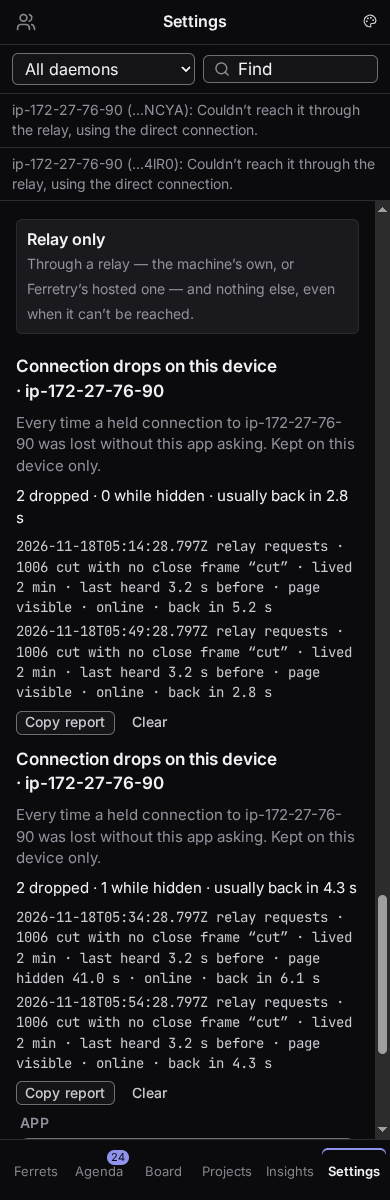 Settings
All daemons
Find
ip-172-27-76-90 (…NCYA): Couldn’t reach it through
the relay, using the direct connection.
ip-172-27-76-90 (…4lR0): Couldn’t reach it through the
relay, using the direct connection.
Relay only
Through a relay — the machine’s own, or
Ferretry’s hosted one — and nothing else, even
when it can’t be reached.
Connection drops on this device
· ip-172-27-76-90
Every time a held connection to ip-172-27-76-
90 was lost without this app asking. Kept on this
device only.
2 dropped · 0 while hidden · usually back in 2.8
s
2026-11-18T05:14:28.797Z relay requests ·
1006 cut with no close frame “cut” · lived
2 min · last heard 3.2 s before · page
visible · online · back in 5.2 s
2026-11-18T05:49:28.797Z relay requests ·
1006 cut with no close frame “cut” · lived
2 min · last heard 3.2 s before · page
visible · online · back in 2.8 s
Copy report Clear
Connection drops on this device
· ip-172-27-76-90
Every time a held connection to ip-172-27-76-
90 was lost without this app asking. Kept on this
device only.
2 dropped · 1 while hidden · usually back in 4.3 s
2026-11-18T05:34:28.797Z relay requests ·
1006 cut with no close frame “cut” · lived
2 min · last heard 3.2 s before · page
hidden 41.0 s · online · back in 6.1 s
2026-11-18T05:54:28.797Z relay requests ·
1006 cut with no close frame “cut” · lived
2 min · last heard 3.2 s before · page
visible · online · back in 4.3 s
Copy report Clear
APP
24
Ferrets Agenda Board Projects Insights Settings